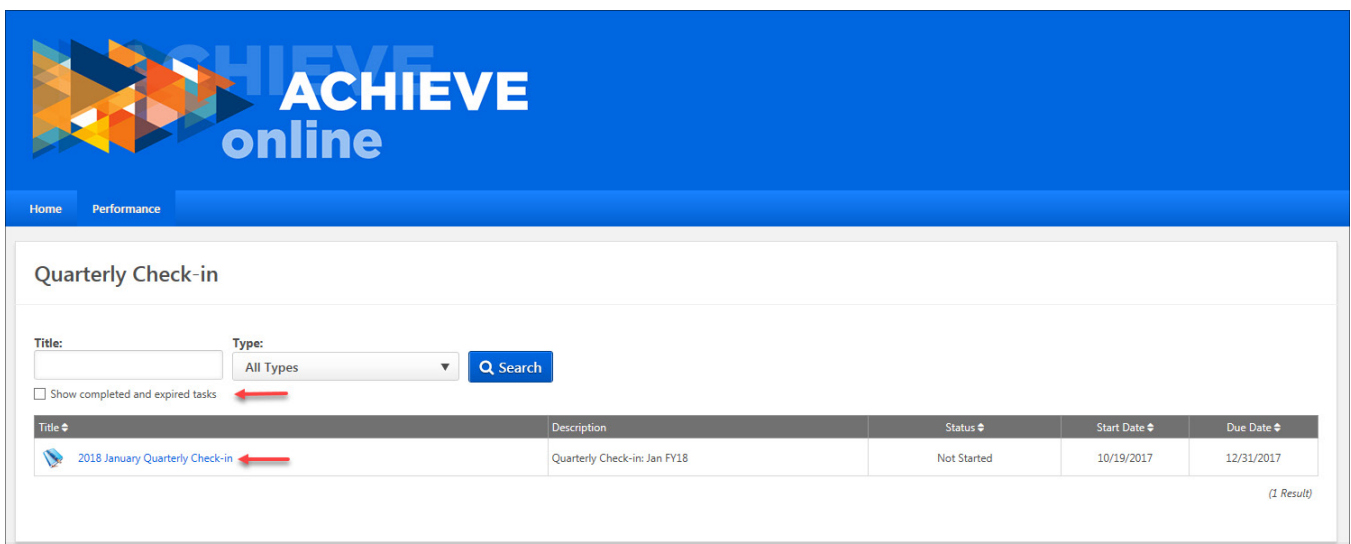 ACHIEVE
ACHIEVE
online
Home Performance
Quarterly Check-in
Title: Type:
All Types Search
Show completed and expired tasks
Title Description Status Start Date Due Date
2018 January Quarterly Check-in Quarterly Check-in: Jan FY18 Not Started 10/19/2017 12/31/2017
(1 Result)